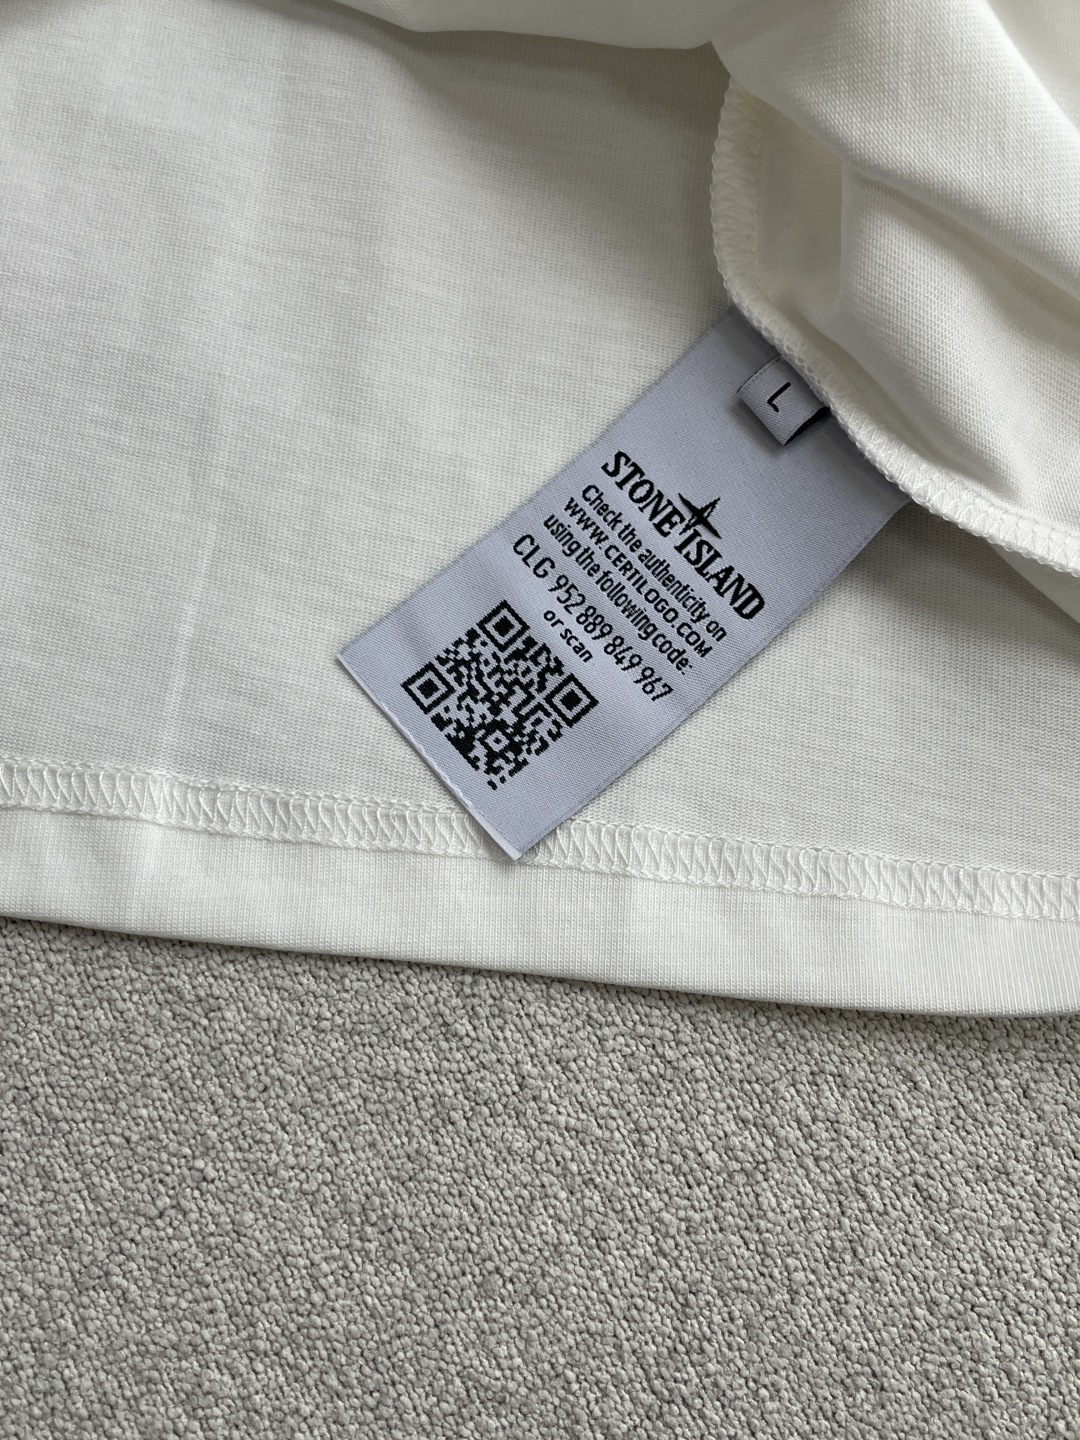 L
STONE ISLAND
Check the authenticity on
WWW.CERTILOGO.COM
using the following code:
CLG 952 889 849 967
or scan